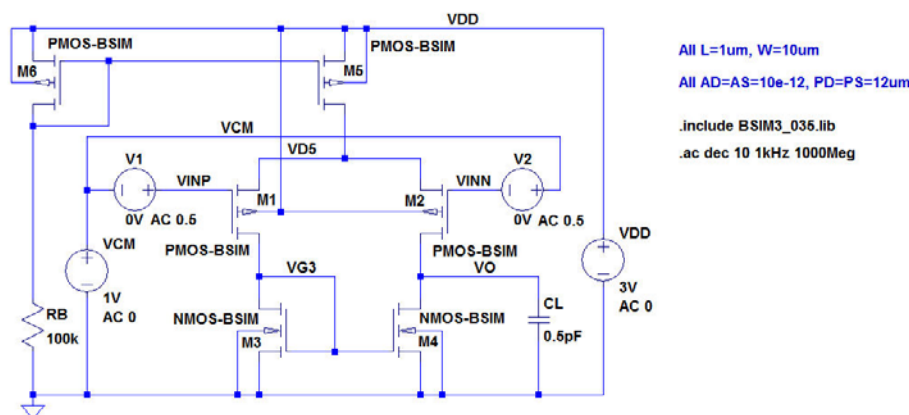 VDD
PMOS-BSIM
PMOS-BSIM
M6
M5
All L=1um, W=10um
All AD=AS=10e-12, PD=PS=12um
.include BSIM3_035.lib
.ac dec 10 1kHz 1000Meg
VCM
VD5
V1
V2
VINP
VINN
M1
M2
0V AC 0.5
0V AC 0.5
PMOS-BSIM
PMOS-BSIM
VCM
VDD
VG3
VO
1V
AC 0
3V
AC 0
RB
100k
NMOS-BSIM
NMOS-BSIM
M3
M4
CL
0.5pF